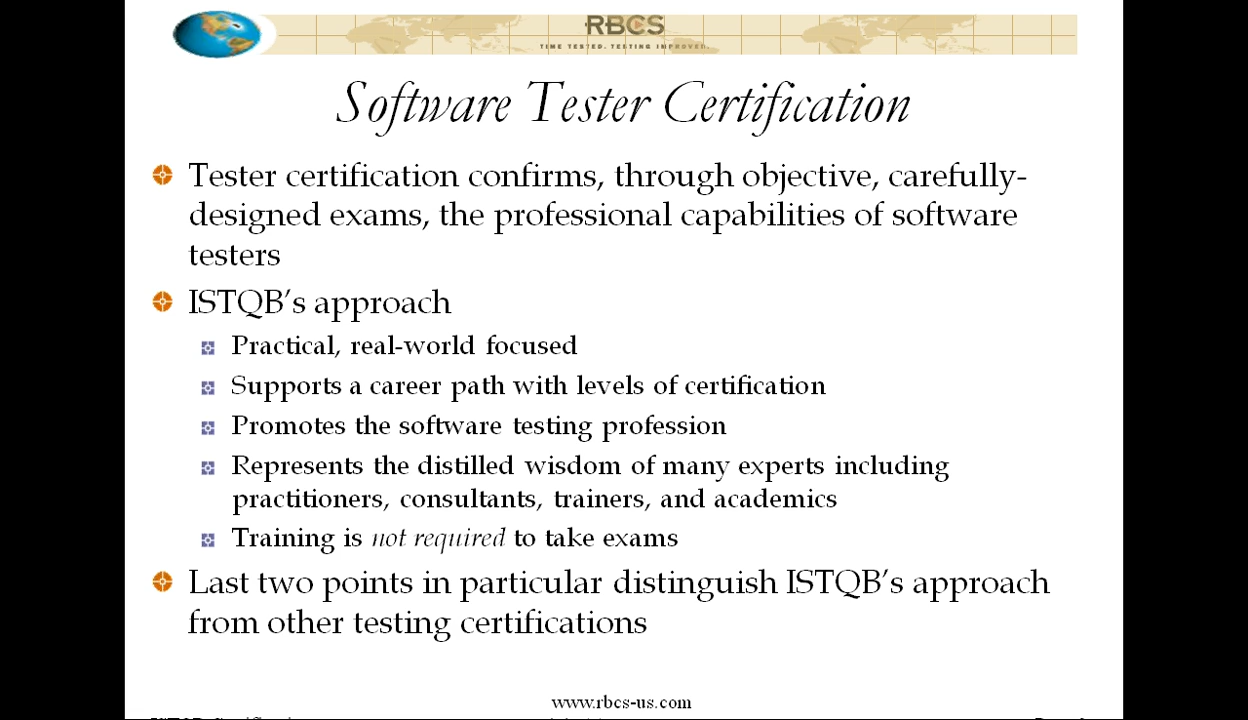 RBCS
TIME TESTED. TESTING IMPROVED.
Software Tester Certification
Tester certification confirms, through objective, carefully-
designed exams, the professional capabilities of software
testers
ISTQB’s approach
Practical, real-world focused
Supports a career path with levels of certification
Promotes the software testing profession
Represents the distilled wisdom of many experts including
practitioners, consultants, trainers, and academics
Training is not required to take exams
Last two points in particular distinguish ISTQB’s approach
from other testing certifications
www.rbcs-us.com